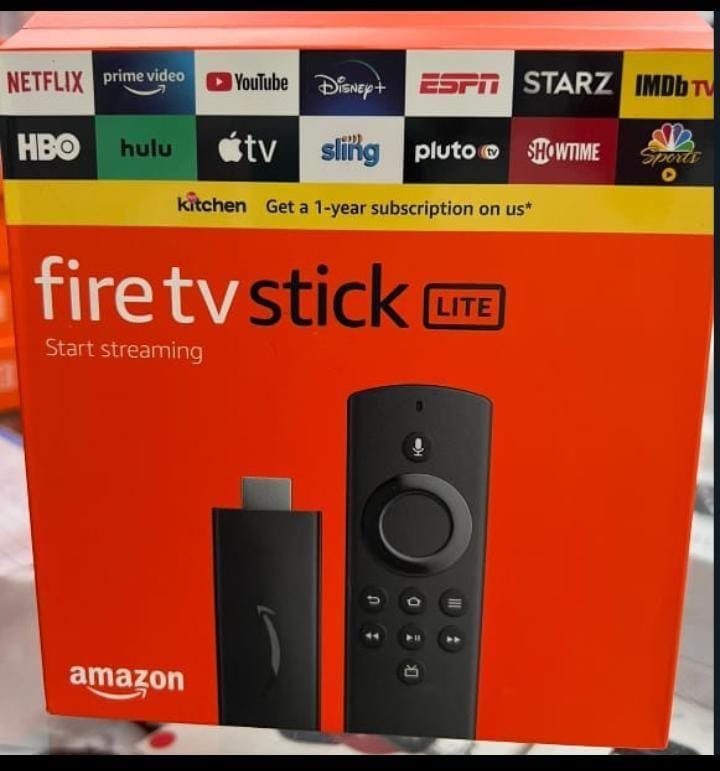 NETFLIX prime video YouTube Disney+ ESPN STARZ IMDb TV
HBO hulu tv sling pluto tv SHOWTIME Sports
kitchen Get a 1-year subscription on us*
fire tv stick LITE
Start streaming
amazon